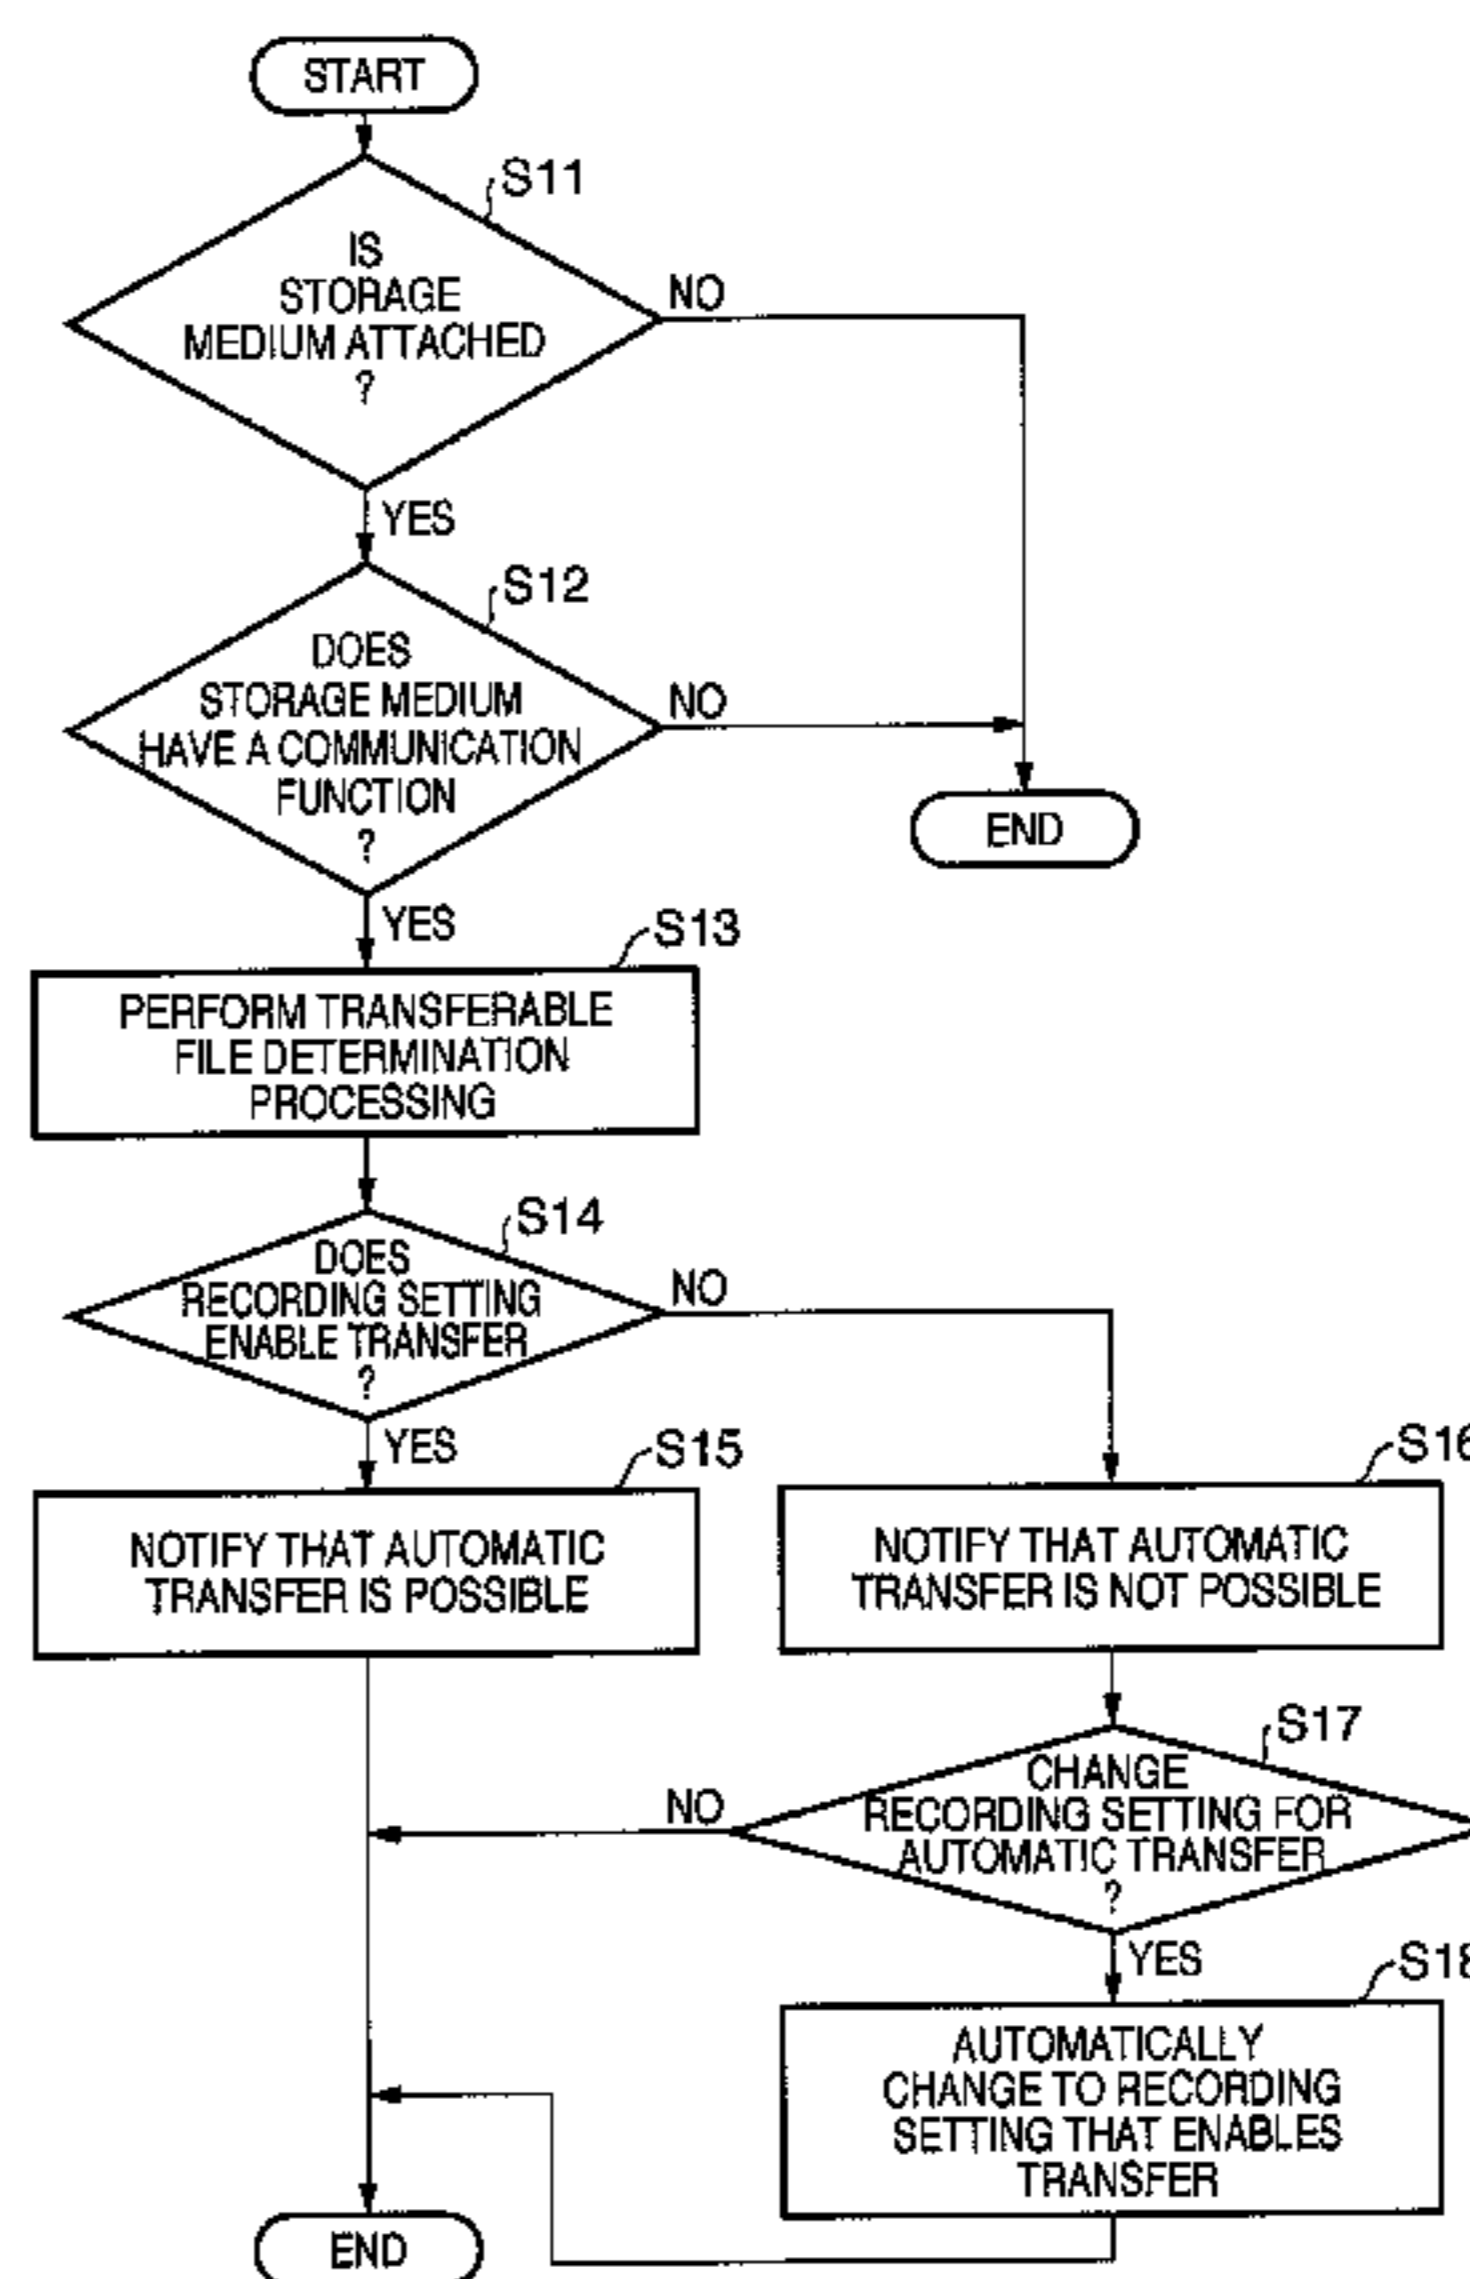 START
S11
IS
STORAGE
MEDIUM ATTACHED
?
NO
YES
S12
DOES
STORAGE MEDIUM
HAVE A COMMUNICATION
FUNCTION
?
NO
END
YES
S13
PERFORM TRANSFERABLE
FILE DETERMINATION
PROCESSING
S14
DOES
RECORDING SETTING
ENABLE TRANSFER
?
NO
YES
S15
NOTIFY THAT AUTOMATIC
TRANSFER IS POSSIBLE
S16
NOTIFY THAT AUTOMATIC
TRANSFER IS NOT POSSIBLE
S17
CHANGE
RECORDING SETTING FOR
AUTOMATIC TRANSFER
?
NO
YES
S18
AUTOMATICALLY
CHANGE TO RECORDING
SETTING THAT ENABLES
TRANSFER
END